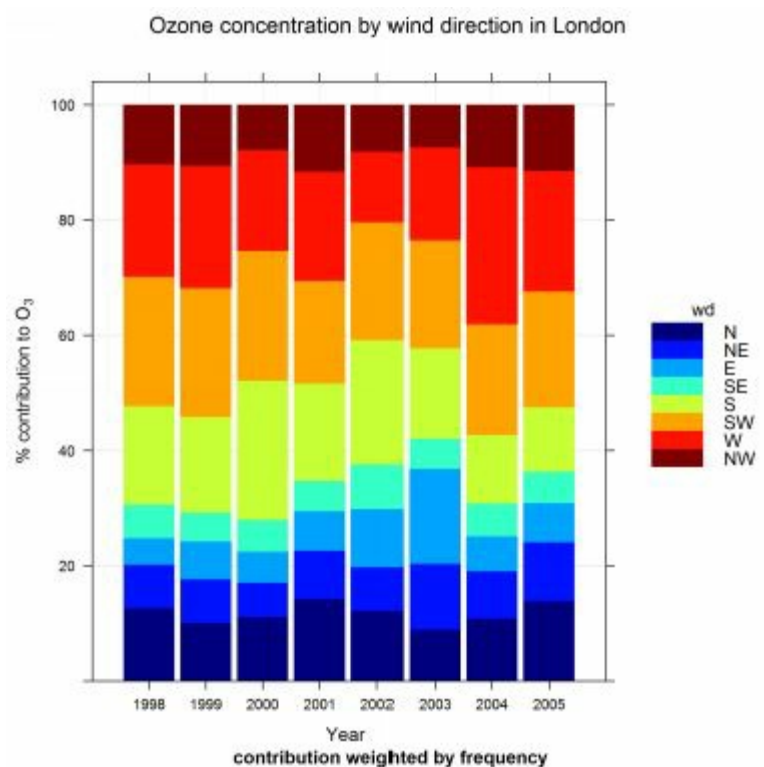 Ozone concentration by wind direction in London
% contribution to O₃
100
80
60
40
20
1998 1999 2000 2001 2002 2003 2004 2005
Year
contribution weighted by frequency
wd
N
NE
E
SE
S
SW
W
NW